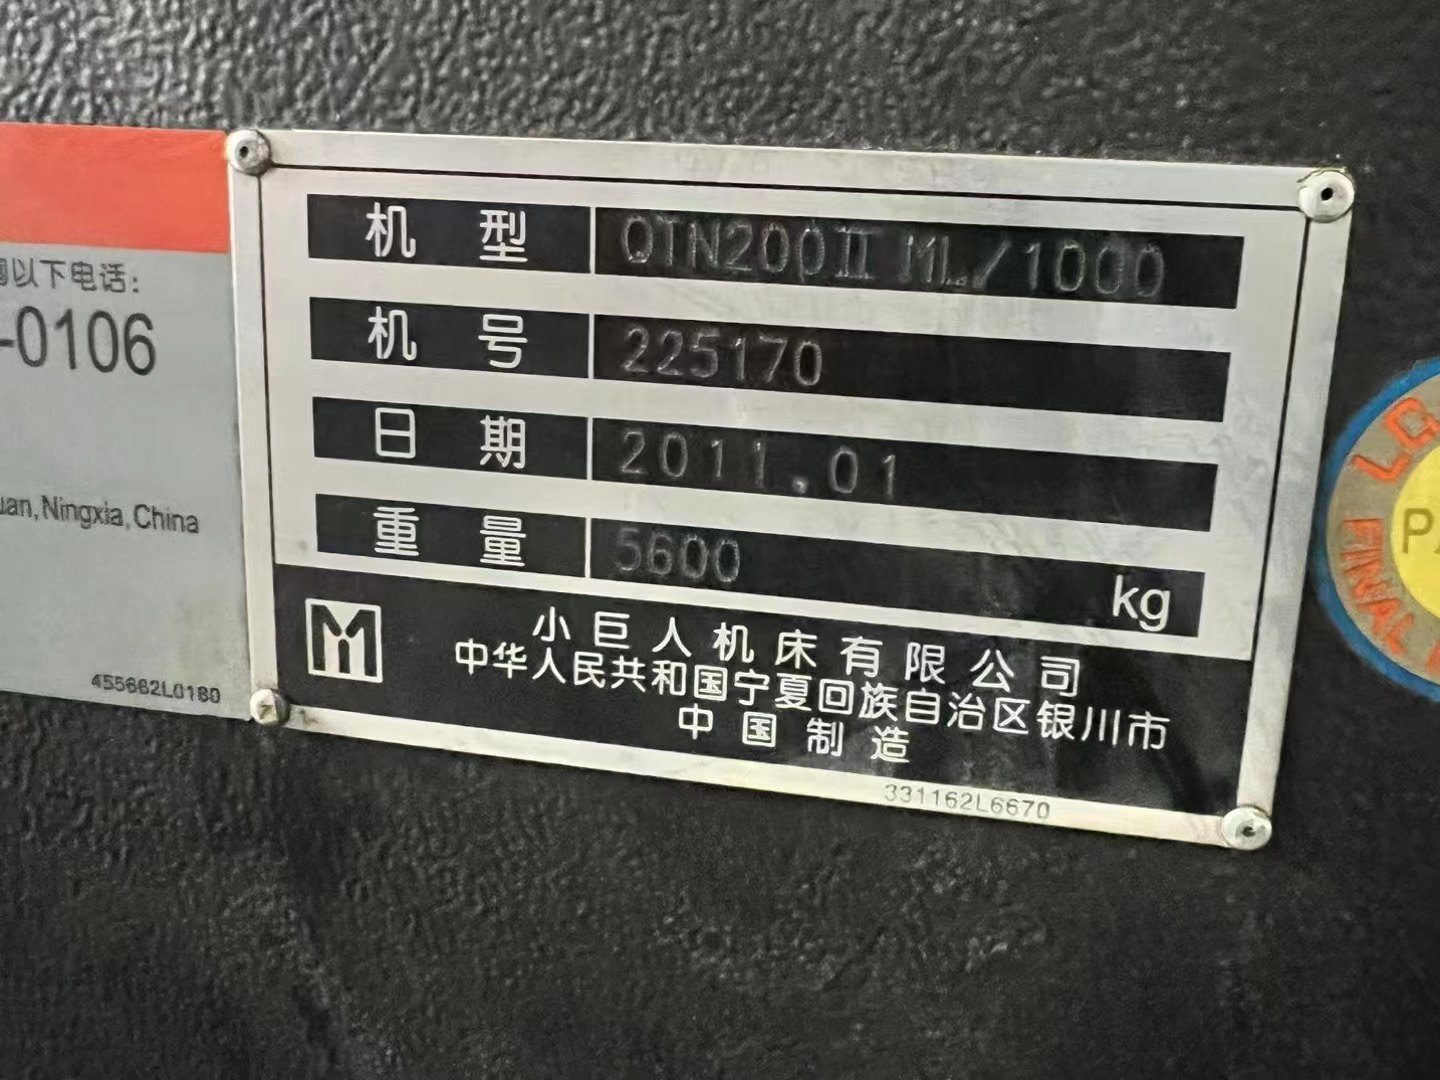 以下电话:
-0106
uan, Ningxia, China
455662L0180
机 型 QTN200Ⅱ ML/1000
机 号 225170
日 期 2011.01
重 量 5600 kg
小巨人机床有限公司
中华人民共和国宁夏回族自治区银川市
中国制造
331162L6670
FINAL